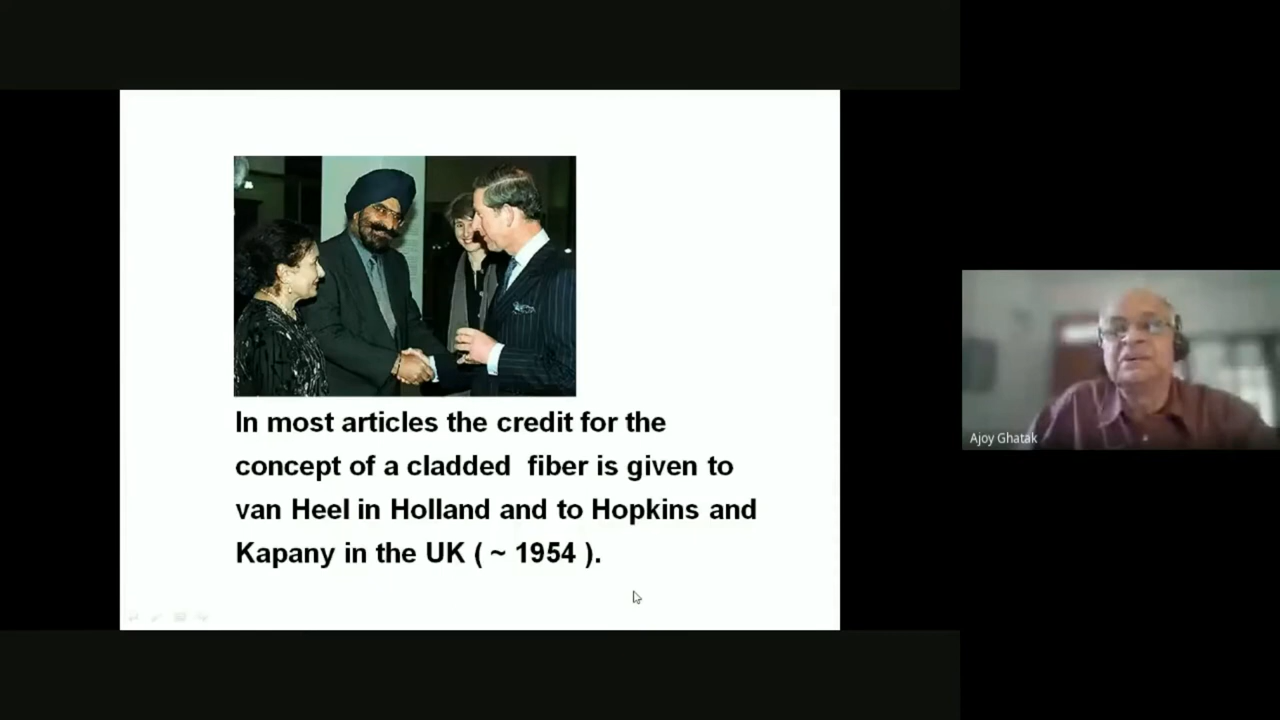 In most articles the credit for the
concept of a cladded fiber is given to
van Heel in Holland and to Hopkins and
Kapany in the UK ( ~ 1954 ).
Ajoy Ghatak